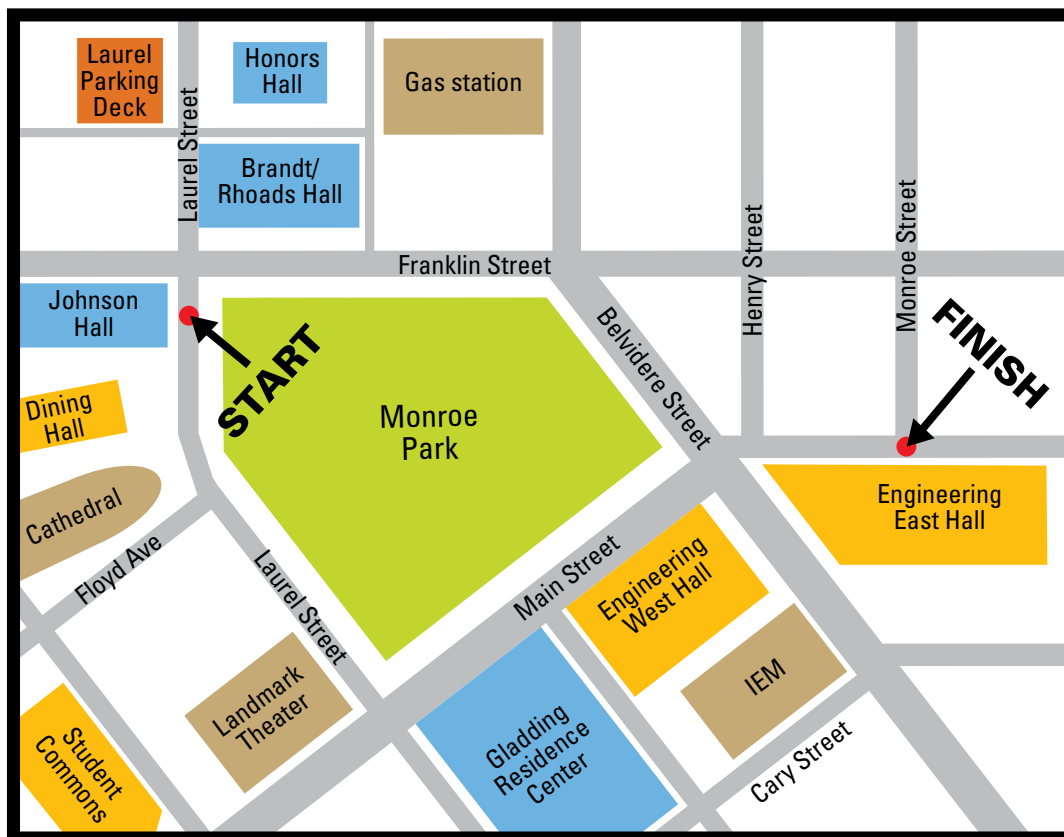 Laurel
Parking
Deck
Honors
Hall
Gas station
Laurel Street
Brandt/
Rhoads Hall
Franklin Street
Henry Street
Monroe Street
Johnson
Hall
START
Belvidere Street
FINISH
Dining
Hall
Monroe
Park
Cathedral
Engineering
East Hall
Floyd Ave
Laurel Street
Main Street
Engineering
West Hall
Landmark
Theater
IEM
Student
Commons
Gladding
Residence
Center
Cary Street